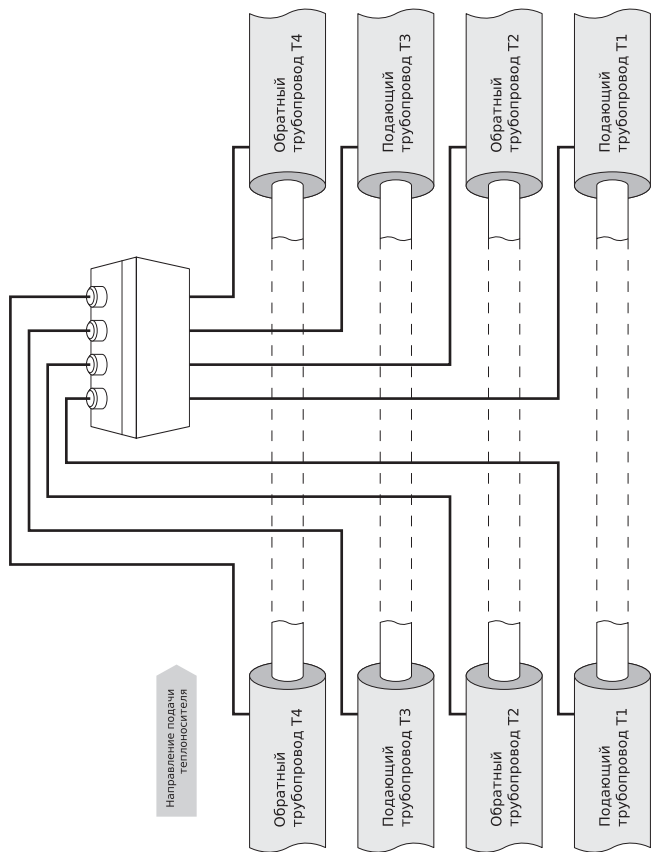 Обратный
трубопровод Т4
Подающий
трубопровод Т3
Обратный
трубопровод Т2
Подающий
трубопровод Т1
Направление подачи
теплоносителя
Обратный
трубопровод Т4
Подающий
трубопровод Т3
Обратный
трубопровод Т2
Подающий
трубопровод Т1